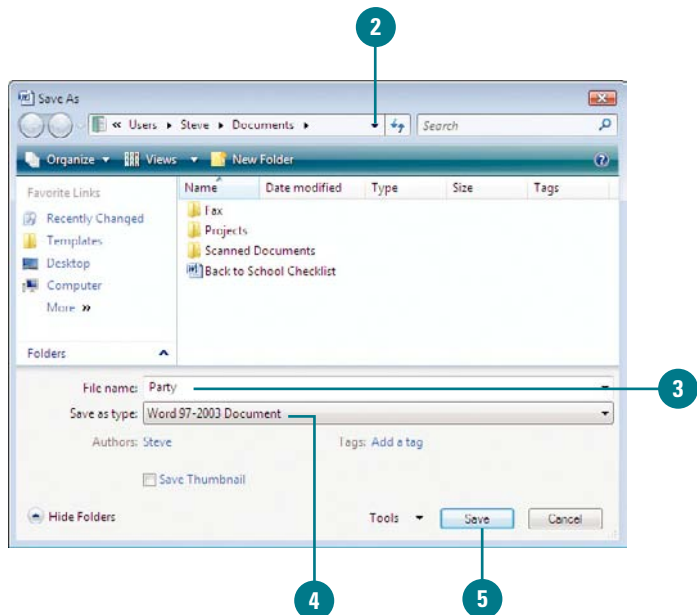 2
Save As
« Users ▸ Steve ▸ Documents ▸ Search
Organize Views New Folder
Favorite Links
Recently Changed
Templates
Desktop
Computer
More »
Folders
Name Date modified Type Size Tags
Fax
Projects
Scanned Documents
Back to School Checklist
File name: Party
3
Save as type: Word 97-2003 Document
Authors: Steve Tags: Add a tag
Save Thumbnail
Hide Folders Tools Save Cancel
4 5